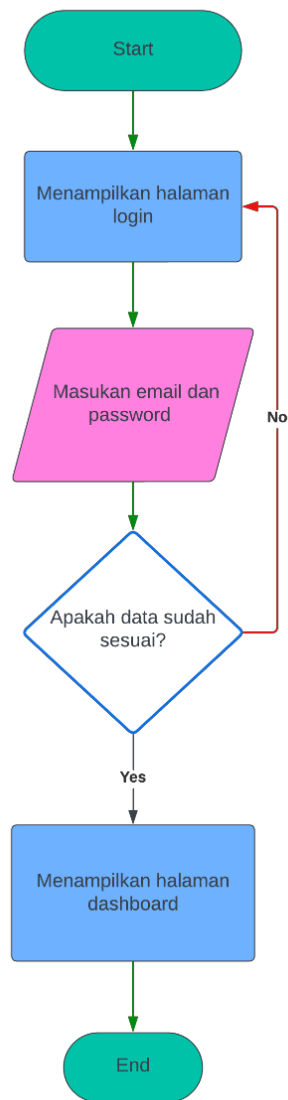 Start
Menampilkan halaman
login
Masukan email dan
password
No
Apakah data sudah
sesuai?
Yes
Menampilkan halaman
dashboard
End